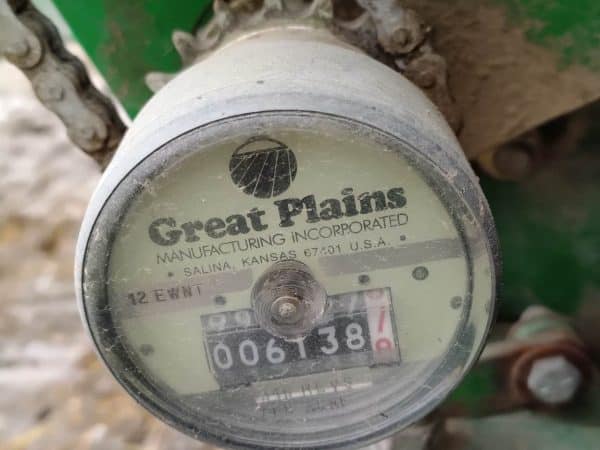 Great Plains
MANUFACTURING INCORPORATED
• SALINA, KANSAS 67401 U.S.A. •
12 EWNT
006138